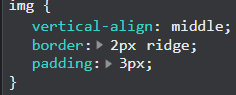 img {
vertical-align: middle;
border: 2px ridge;
padding: 3px;
}